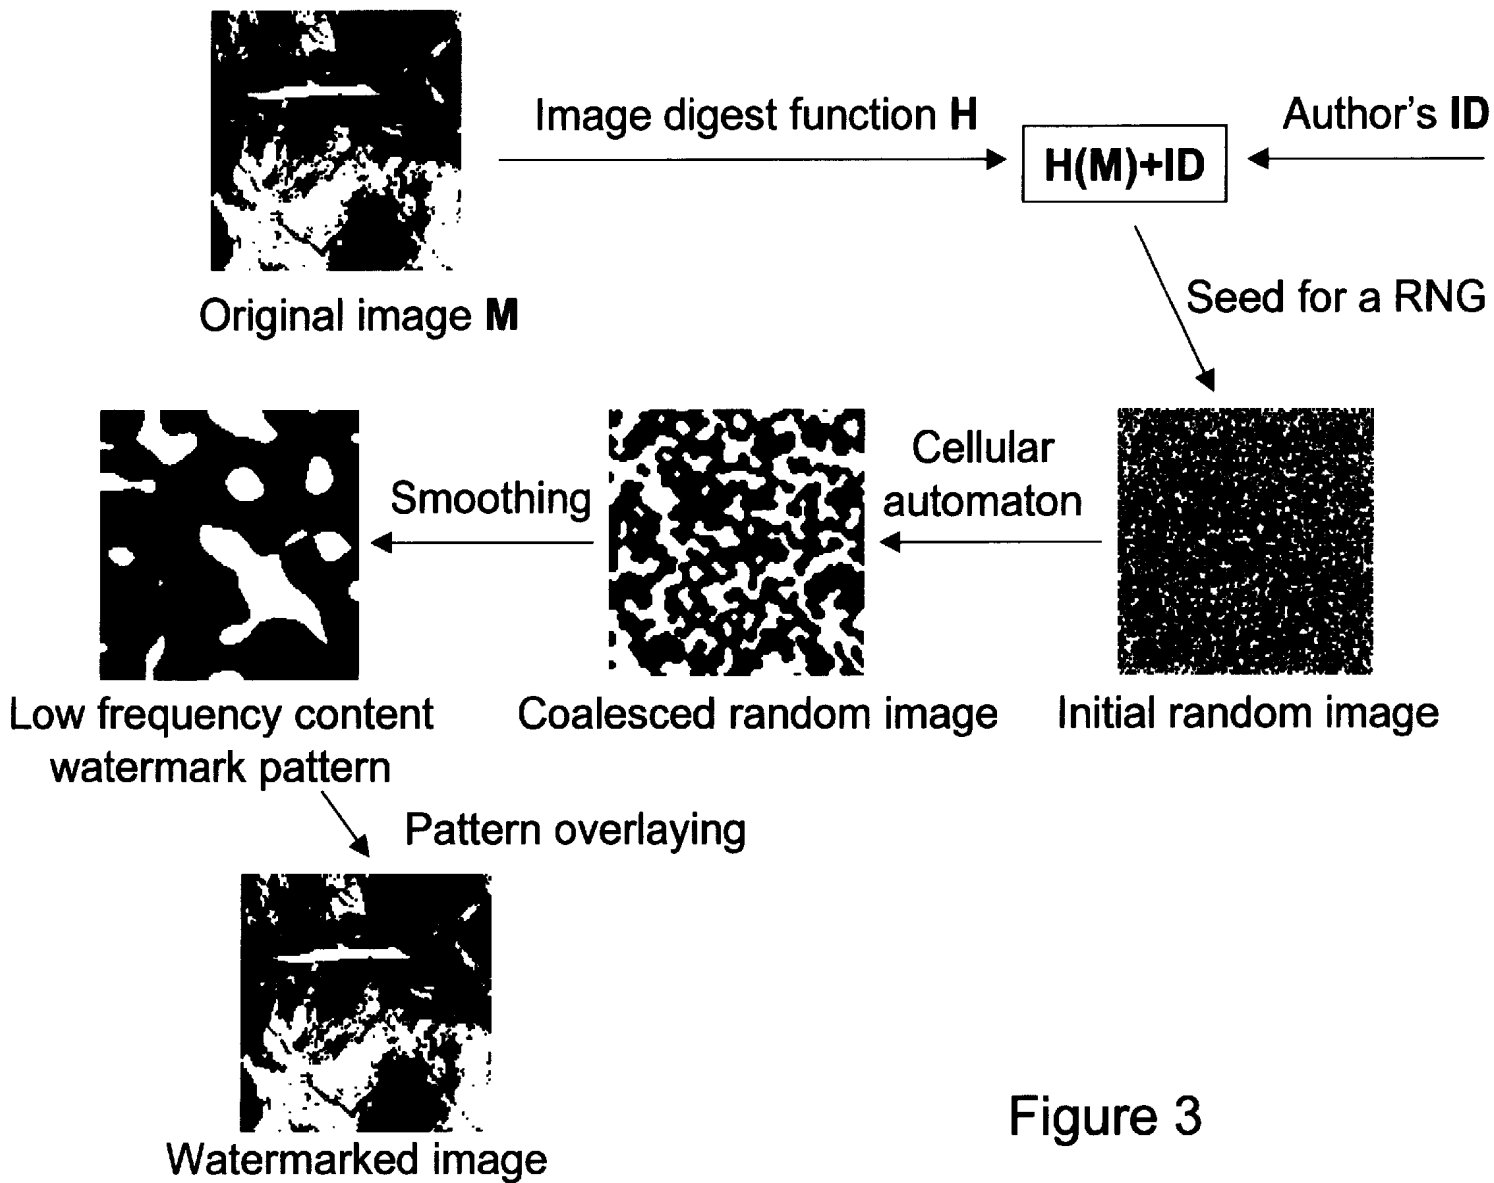 Image digest function H
Author's ID
H(M)+ID
Original image M
Seed for a RNG
Cellular
automaton
Smoothing
Low frequency content
watermark pattern
Coalesced random image
Initial random image
Pattern overlaying
Watermarked image
Figure 3